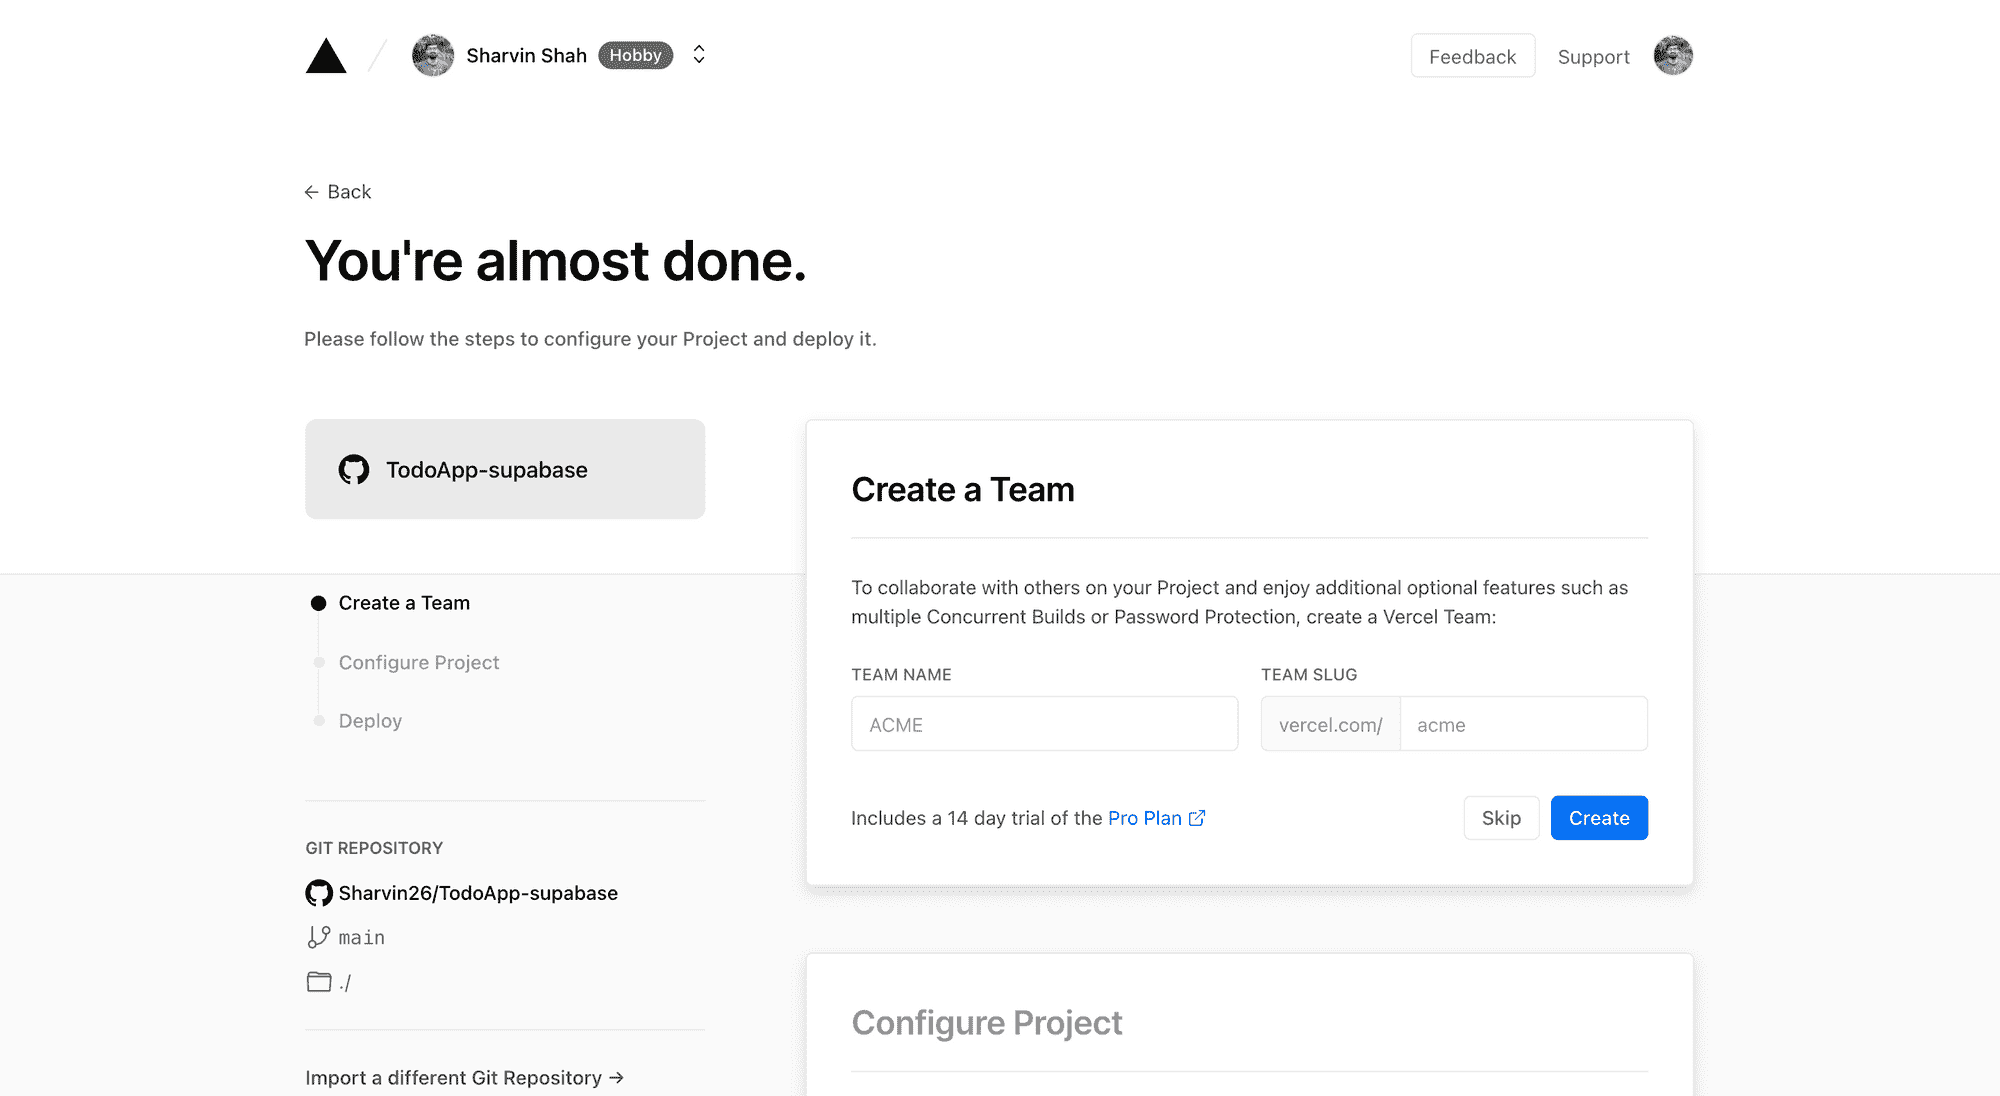 Sharvin Shah Hobby
Feedback Support
← Back
You're almost done.
Please follow the steps to configure your Project and deploy it.
TodoApp-supabase
Create a Team
Configure Project
Deploy
GIT REPOSITORY
Sharvin26/TodoApp-supabase
main
./
Import a different Git Repository →
Create a Team
To collaborate with others on your Project and enjoy additional optional features such as
multiple Concurrent Builds or Password Protection, create a Vercel Team:
TEAM NAME
ACME
TEAM SLUG
vercel.com/ acme
Includes a 14 day trial of the Pro Plan
Skip Create
Configure Project